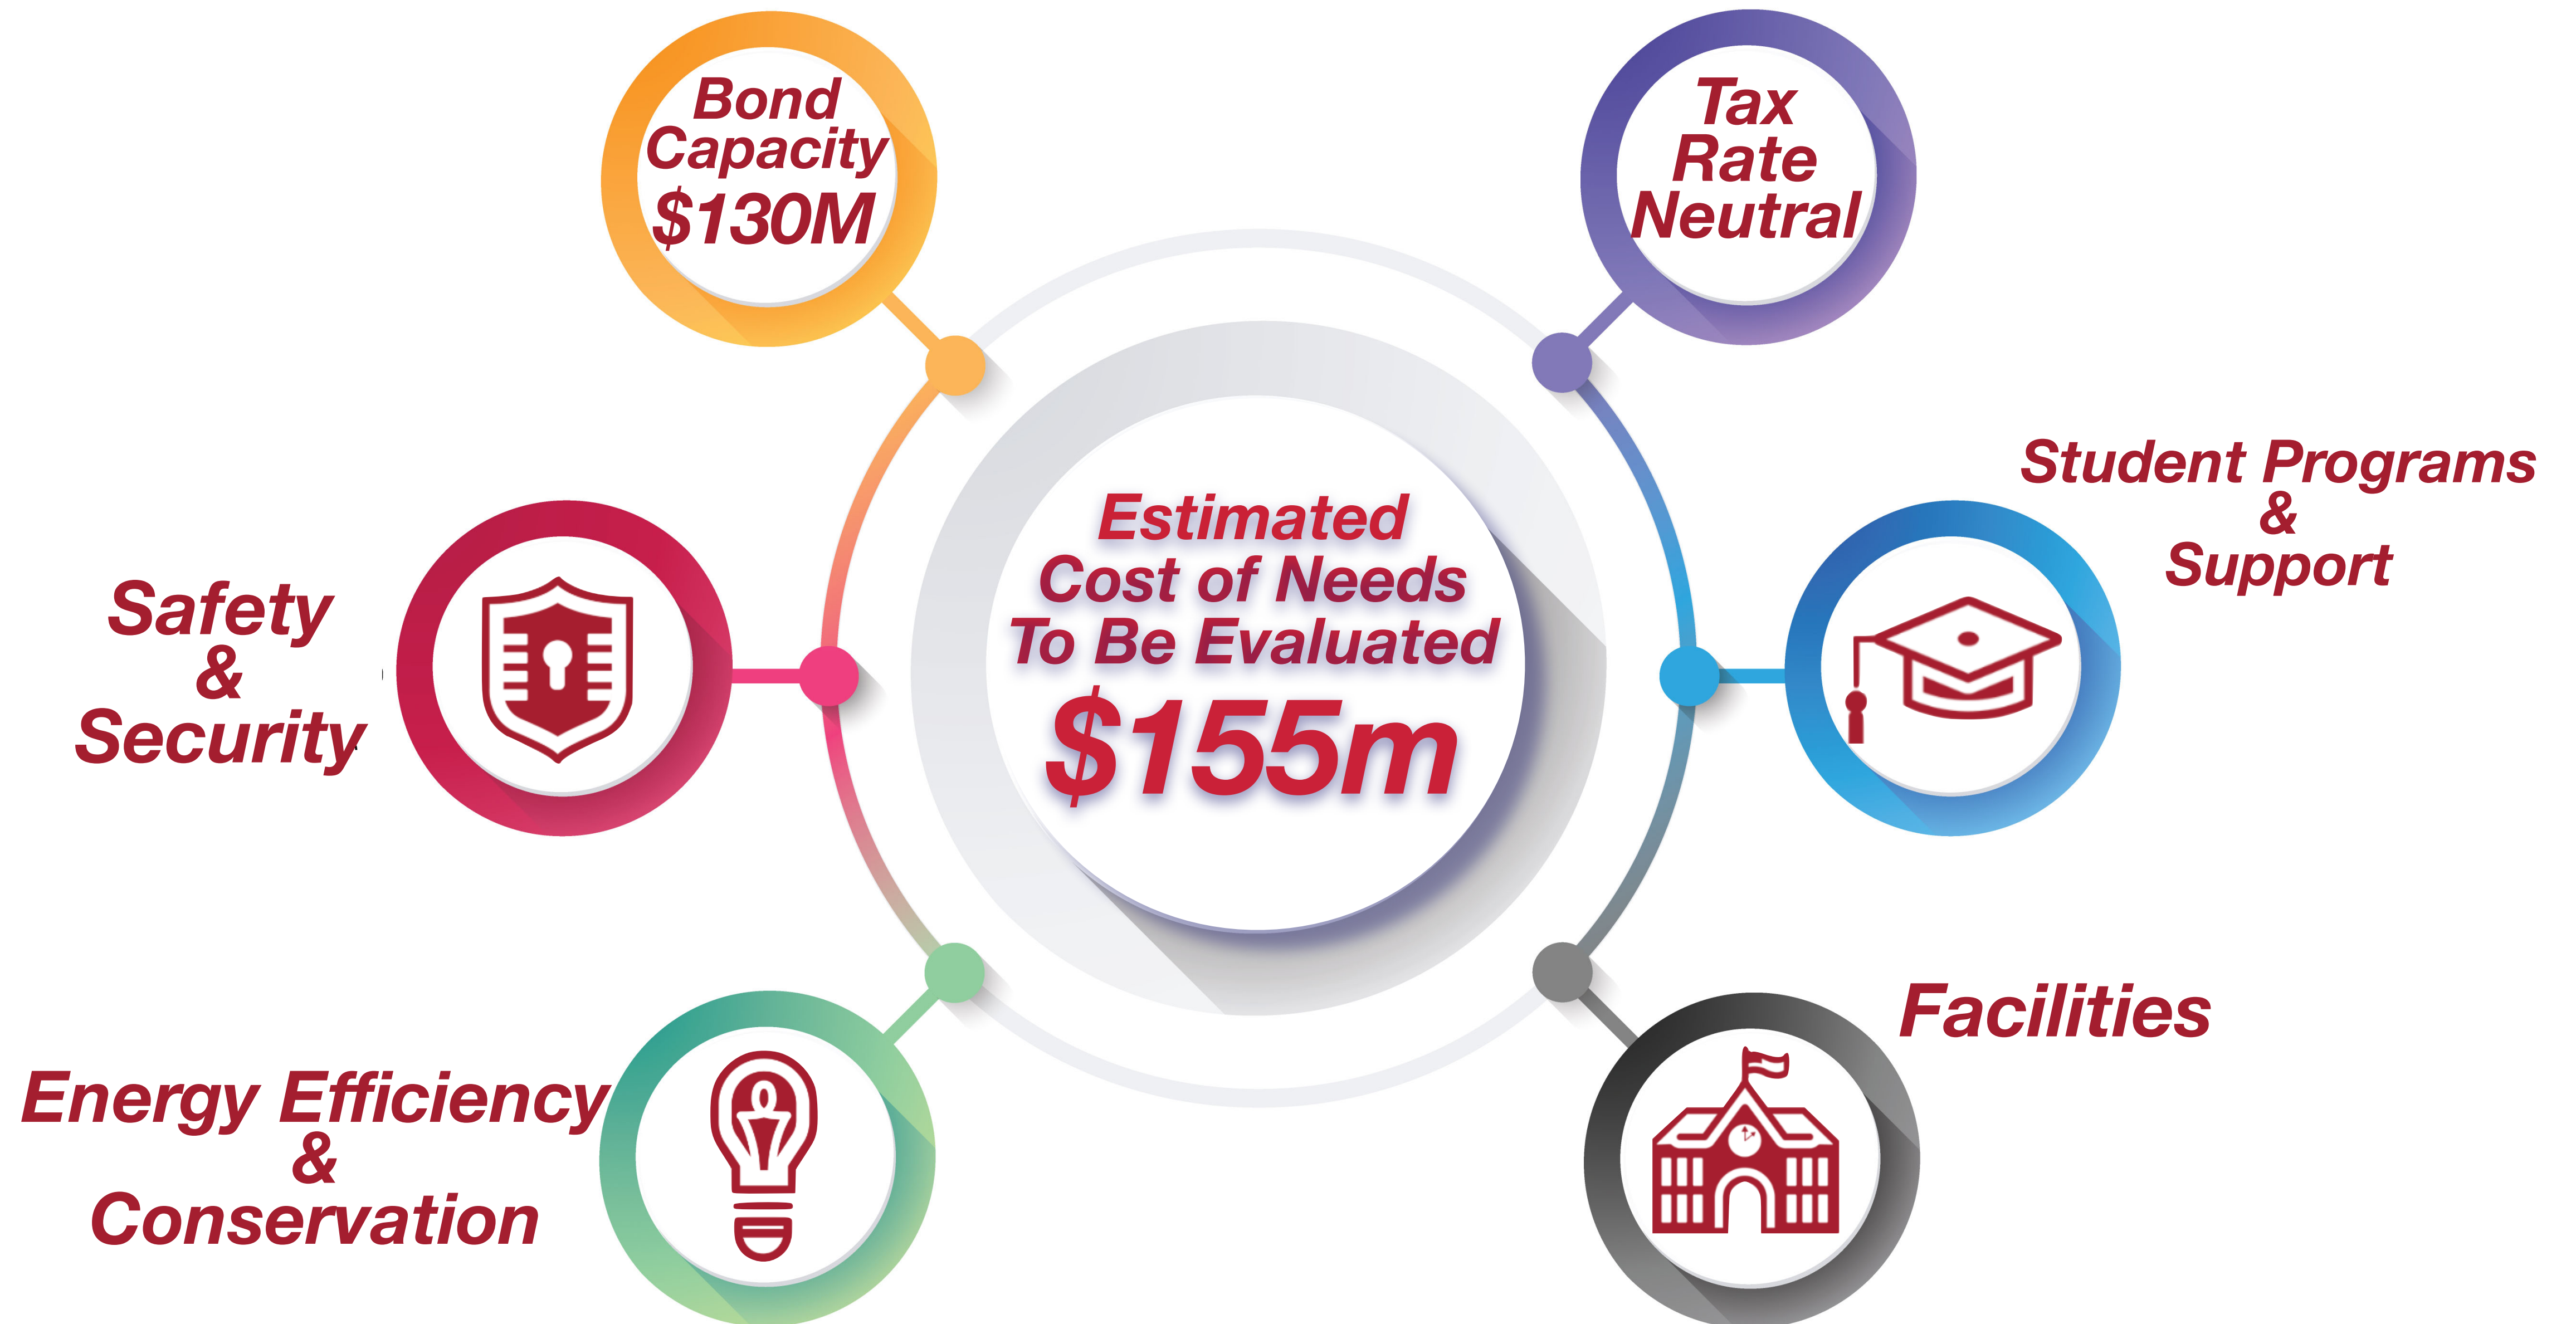 Bond
Capacity
$130M
Tax
Rate
Neutral
Safety
&
Security
Estimated
Cost of Needs
To Be Evaluated
$155m
Student Programs
&
Support
Energy Efficiency
&
Conservation
Facilities